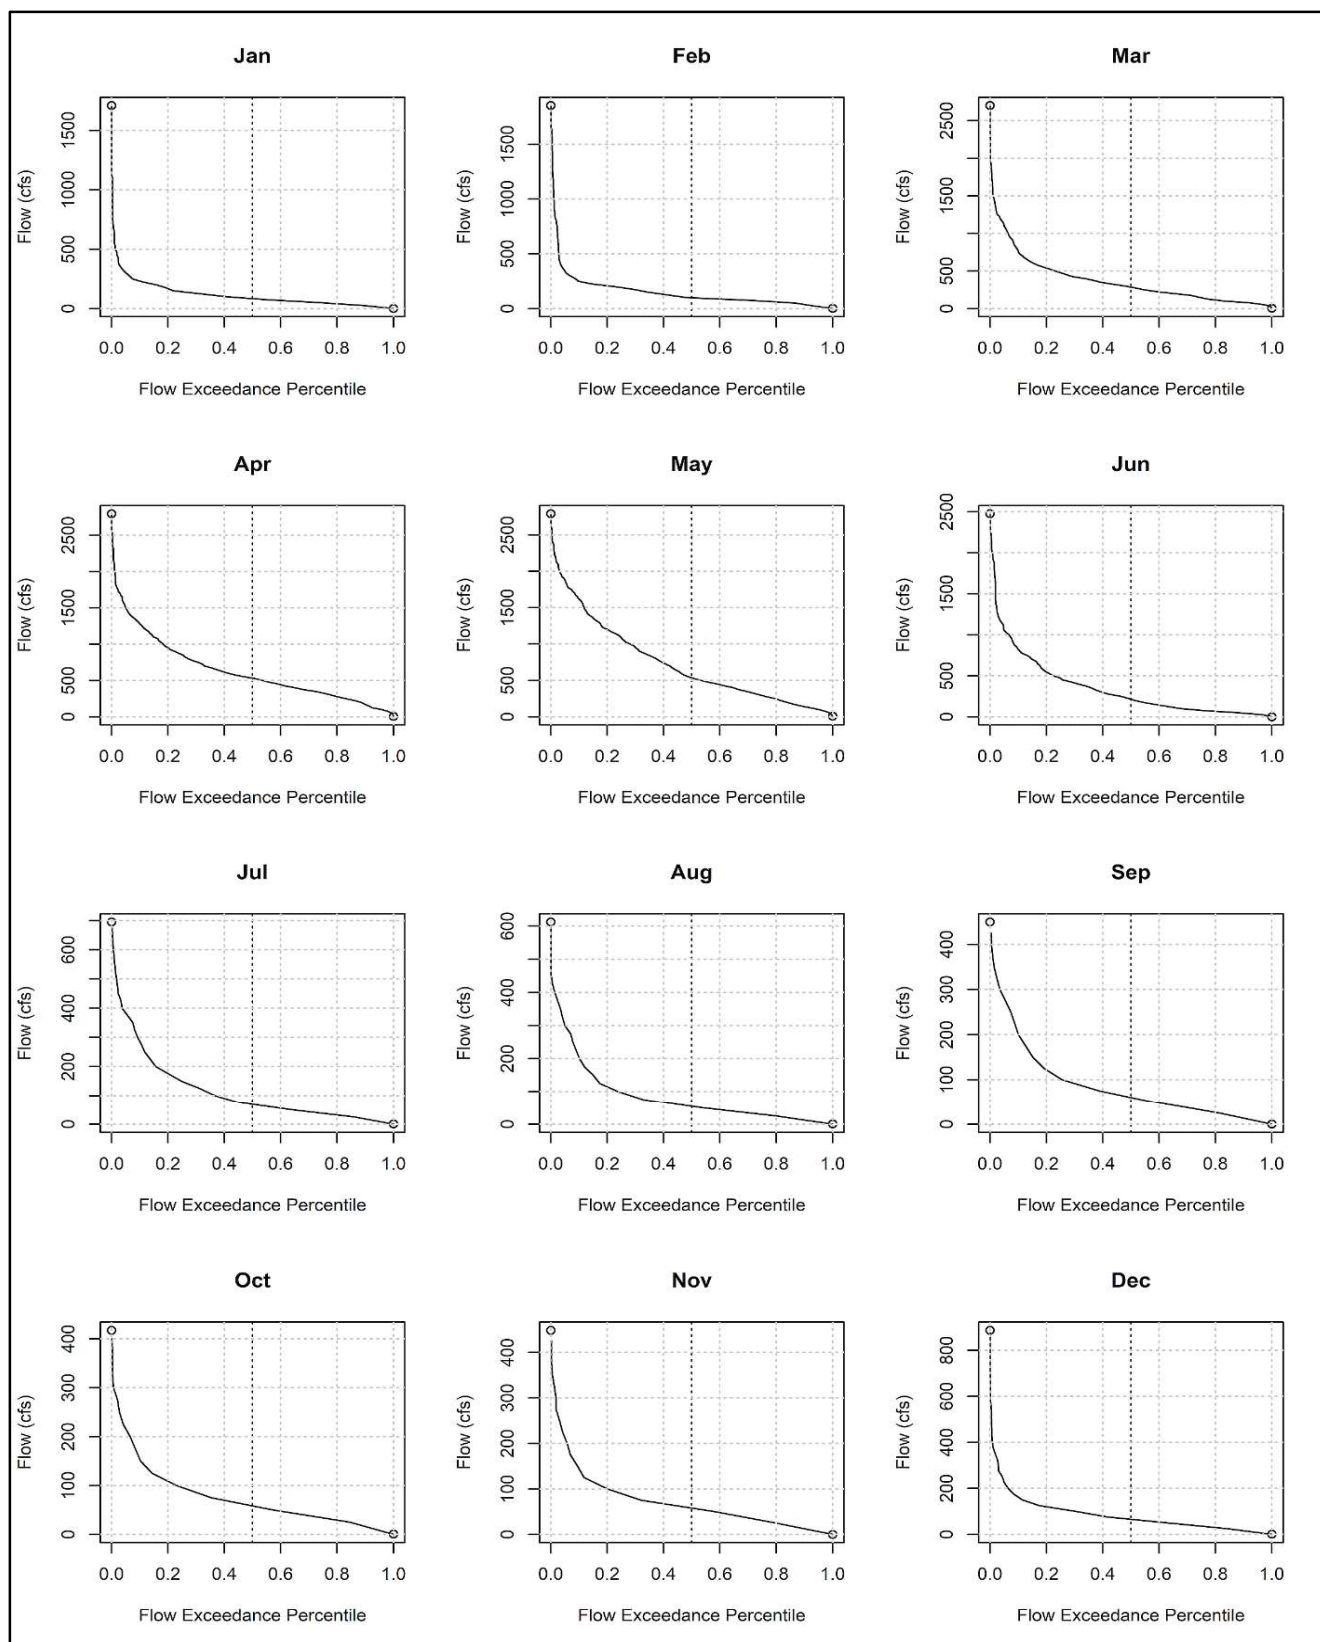 Jan
Feb
Mar
Flow (cfs)
0 500 1000 1500
0.0 0.2 0.4 0.6 0.8 1.0
Flow Exceedance Percentile
Flow (cfs)
0 500 1000 1500
0.0 0.2 0.4 0.6 0.8 1.0
Flow Exceedance Percentile
Flow (cfs)
0 500 1500 2500
0.0 0.2 0.4 0.6 0.8 1.0
Flow Exceedance Percentile
Apr
May
Jun
Flow (cfs)
0 500 1500 2500
0.0 0.2 0.4 0.6 0.8 1.0
Flow Exceedance Percentile
Flow (cfs)
0 500 1500 2500
0.0 0.2 0.4 0.6 0.8 1.0
Flow Exceedance Percentile
Flow (cfs)
0 500 1500 2500
0.0 0.2 0.4 0.6 0.8 1.0
Flow Exceedance Percentile
Jul
Aug
Sep
Flow (cfs)
0 200 400 600
0.0 0.2 0.4 0.6 0.8 1.0
Flow Exceedance Percentile
Flow (cfs)
0 200 400 600
0.0 0.2 0.4 0.6 0.8 1.0
Flow Exceedance Percentile
Flow (cfs)
0 100 200 300 400
0.0 0.2 0.4 0.6 0.8 1.0
Flow Exceedance Percentile
Oct
Nov
Dec
Flow (cfs)
0 100 200 300 400
0.0 0.2 0.4 0.6 0.8 1.0
Flow Exceedance Percentile
Flow (cfs)
0 100 200 300 400
0.0 0.2 0.4 0.6 0.8 1.0
Flow Exceedance Percentile
Flow (cfs)
0 200 400 600 800
0.0 0.2 0.4 0.6 0.8 1.0
Flow Exceedance Percentile